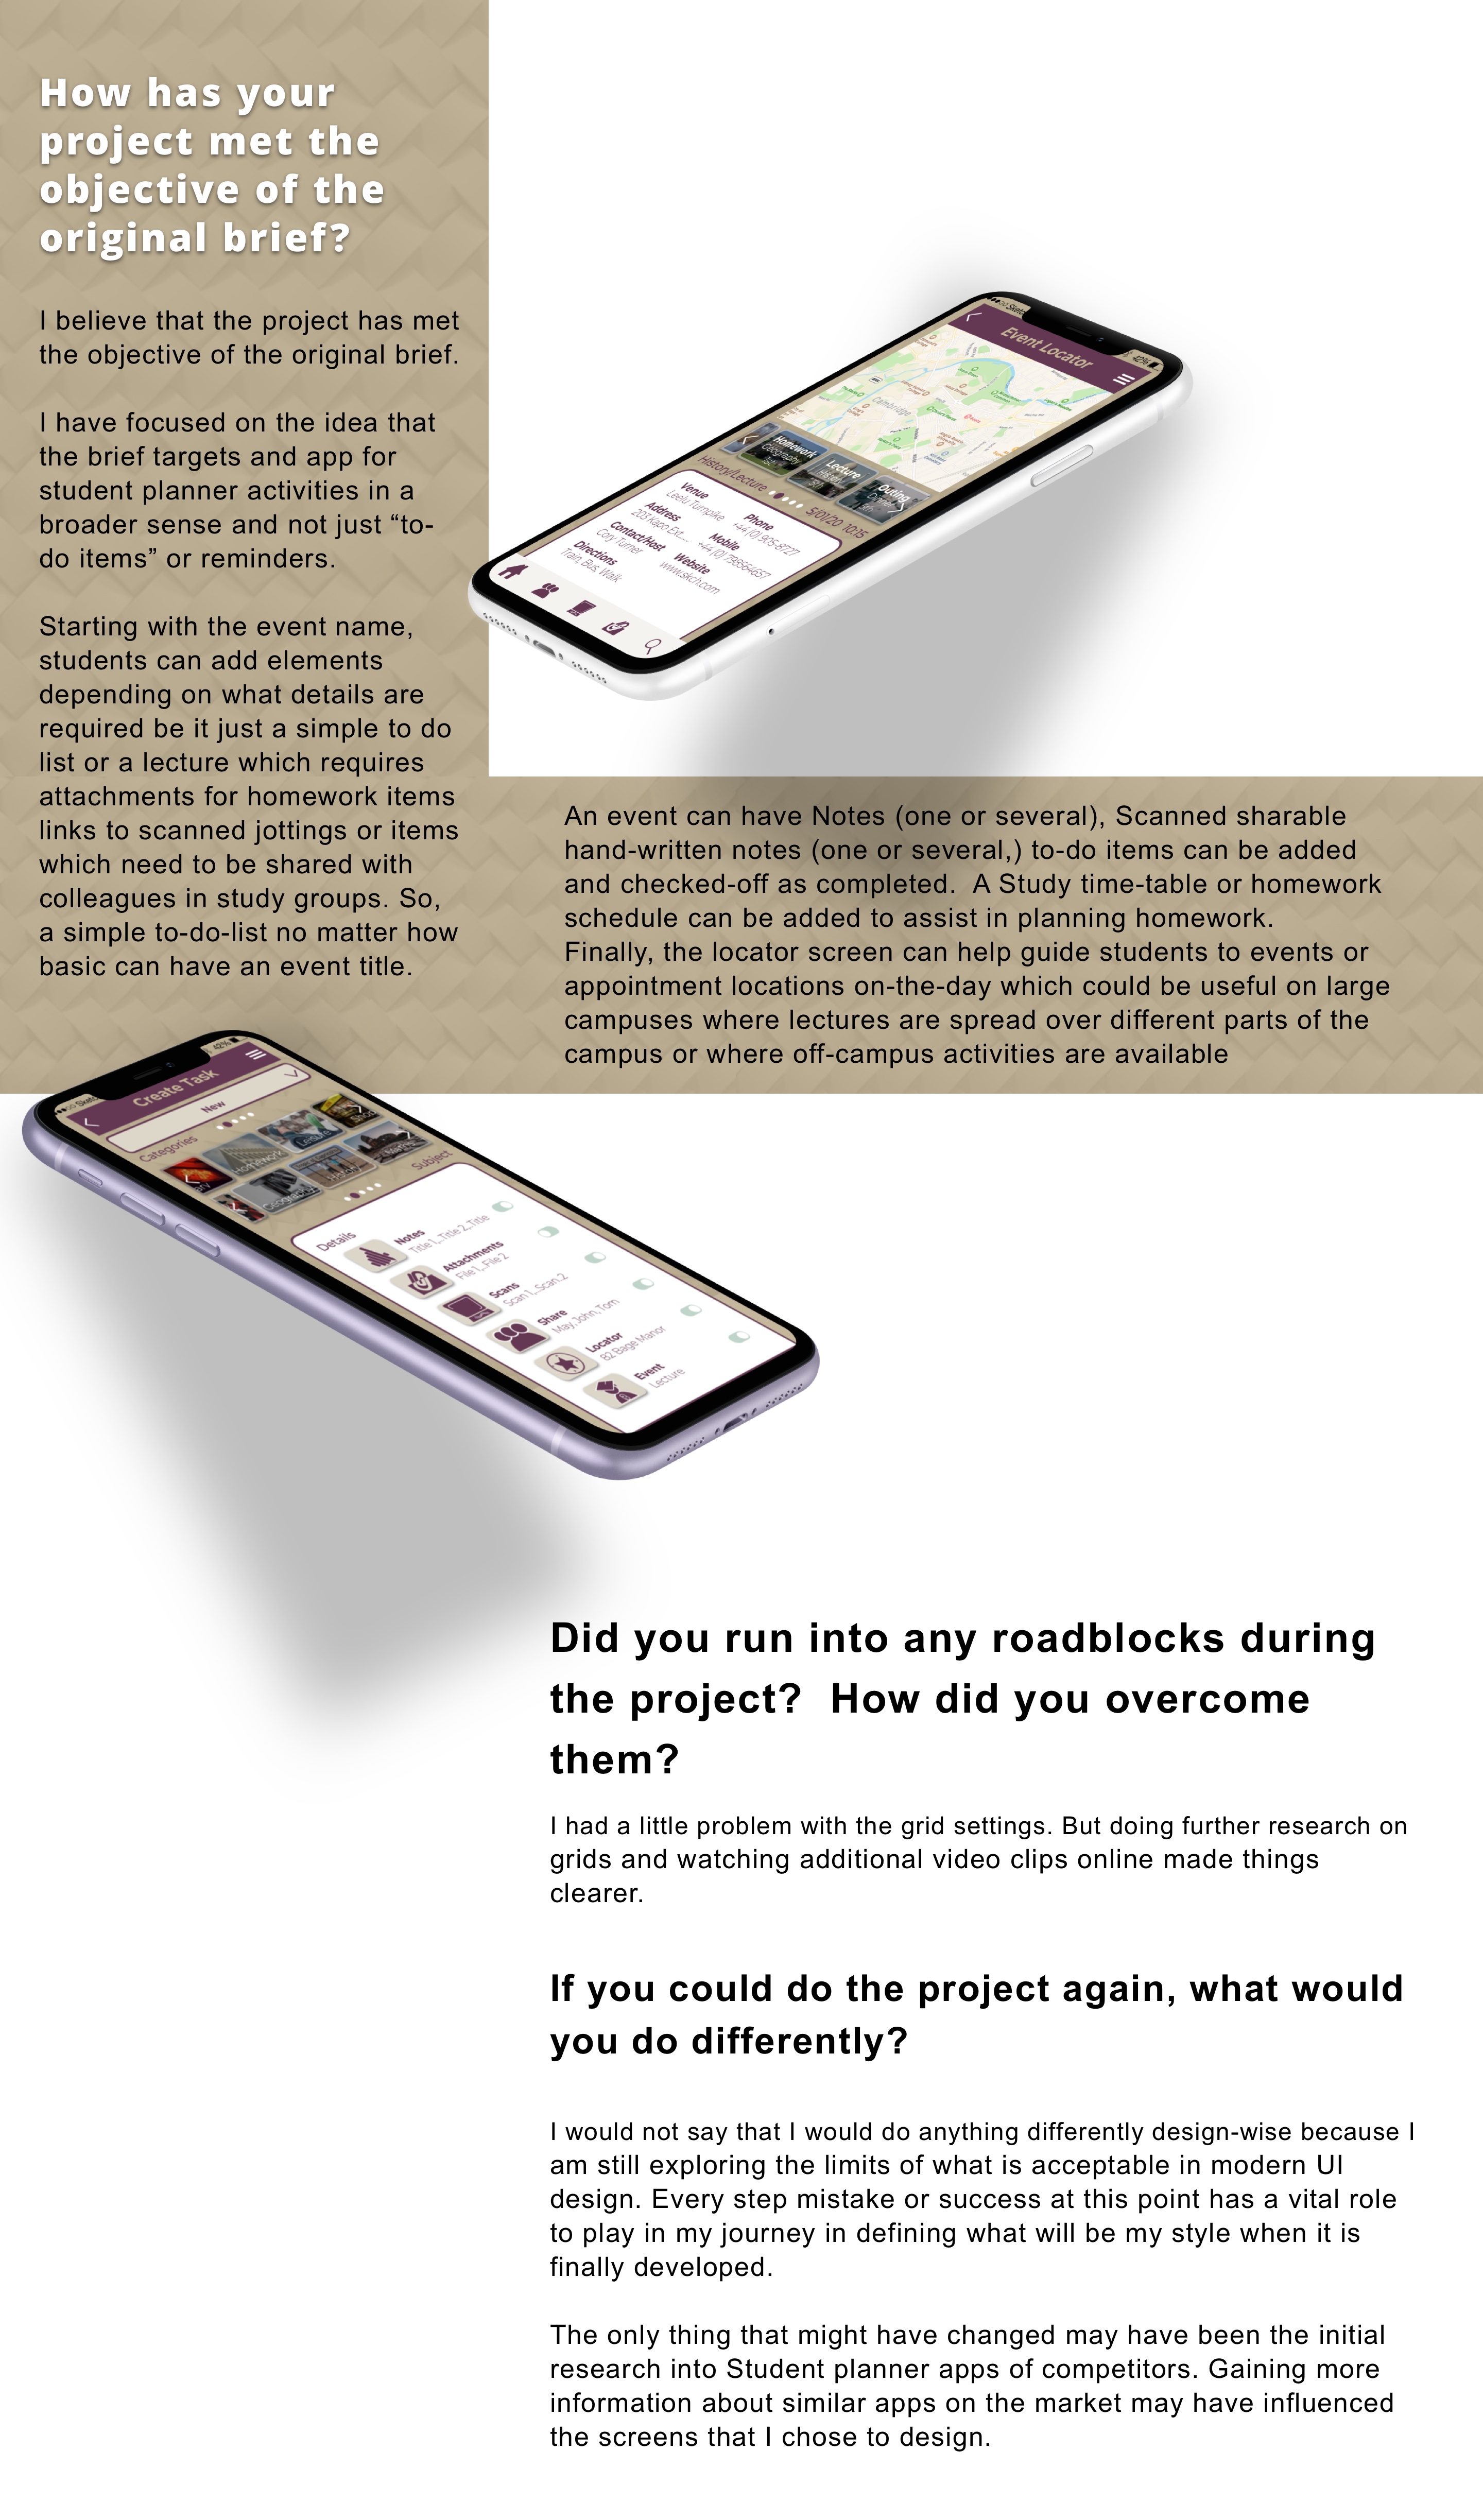 How has your
project met the
objective of the
original brief?
I believe that the project has met
the objective of the original brief.
I have focused on the idea that
the brief targets and app for
student planner activities in a
broader sense and not just “to-
do items” or reminders.
Starting with the event name,
students can add elements
depending on what details are
required be it just a simple to do
list or a lecture which requires
attachments for homework items
links to scanned jottings or items
which need to be shared with
colleagues in study groups. So,
a simple to-do-list no matter how
basic can have an event title.
42%
Event Locator
Cambridge
Homework
Geography
Lecture
Outing
History/Lecture
5/01/20 10:15
Venue
Leelu Turnpike
Phone
+44 (0) 905-8777
Address
203 Kapo Ext...
Mobile
Contact/Host
Cory Turner
Website
www.skch.com
Directions
Train, Bus, Walk
An event can have Notes (one or several), Scanned sharable
hand-written notes (one or several,) to-do items can be added
and checked-off as completed.  A Study time-table or homework
schedule can be added to assist in planning homework.
Finally, the locator screen can help guide students to events or
appointment locations on-the-day which could be useful on large
campuses where lectures are spread over different parts of the
campus or where off-campus activities are available
42%
Create Task
New
Categories
Homework
Leisure
Geography
History
Subject
Details
Notes
Title 1,..Title 2,.Title
Attachments
File 1,..File 2
Scans
Scan 1,..Scan 2
Share
May, John, Tom
Locator
82 Bage Manor
Event
Lecture
Did you run into any roadblocks during
the project?  How did you overcome
them?
I had a little problem with the grid settings. But doing further research on
grids and watching additional video clips online made things
clearer.
If you could do the project again, what would
you do differently?
I would not say that I would do anything differently design-wise because I
am still exploring the limits of what is acceptable in modern UI
design. Every step mistake or success at this point has a vital role
to play in my journey in defining what will be my style when it is
finally developed.
The only thing that might have changed may have been the initial
research into Student planner apps of competitors. Gaining more
information about similar apps on the market may have influenced
the screens that I chose to design.